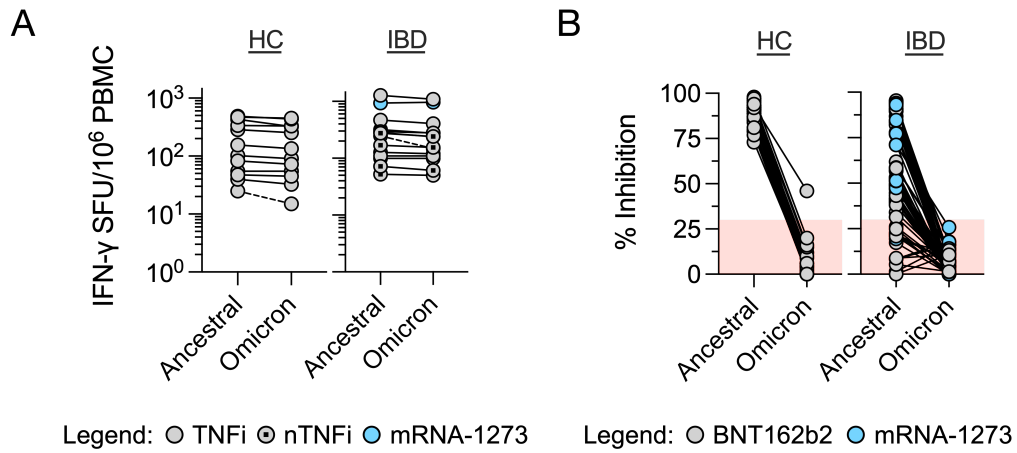 A
B
HC
IBD
HC
IBD
IFN-γ SFU/10⁶ PBMC
10³
10²
10¹
10⁰
Ancestral
Omicron
Ancestral
Omicron
% Inhibition
100
75
50
25
0
Ancestral
Omicron
Ancestral
Omicron
Legend: TNFi nTNFi mRNA-1273
Legend: BNT162b2 mRNA-1273